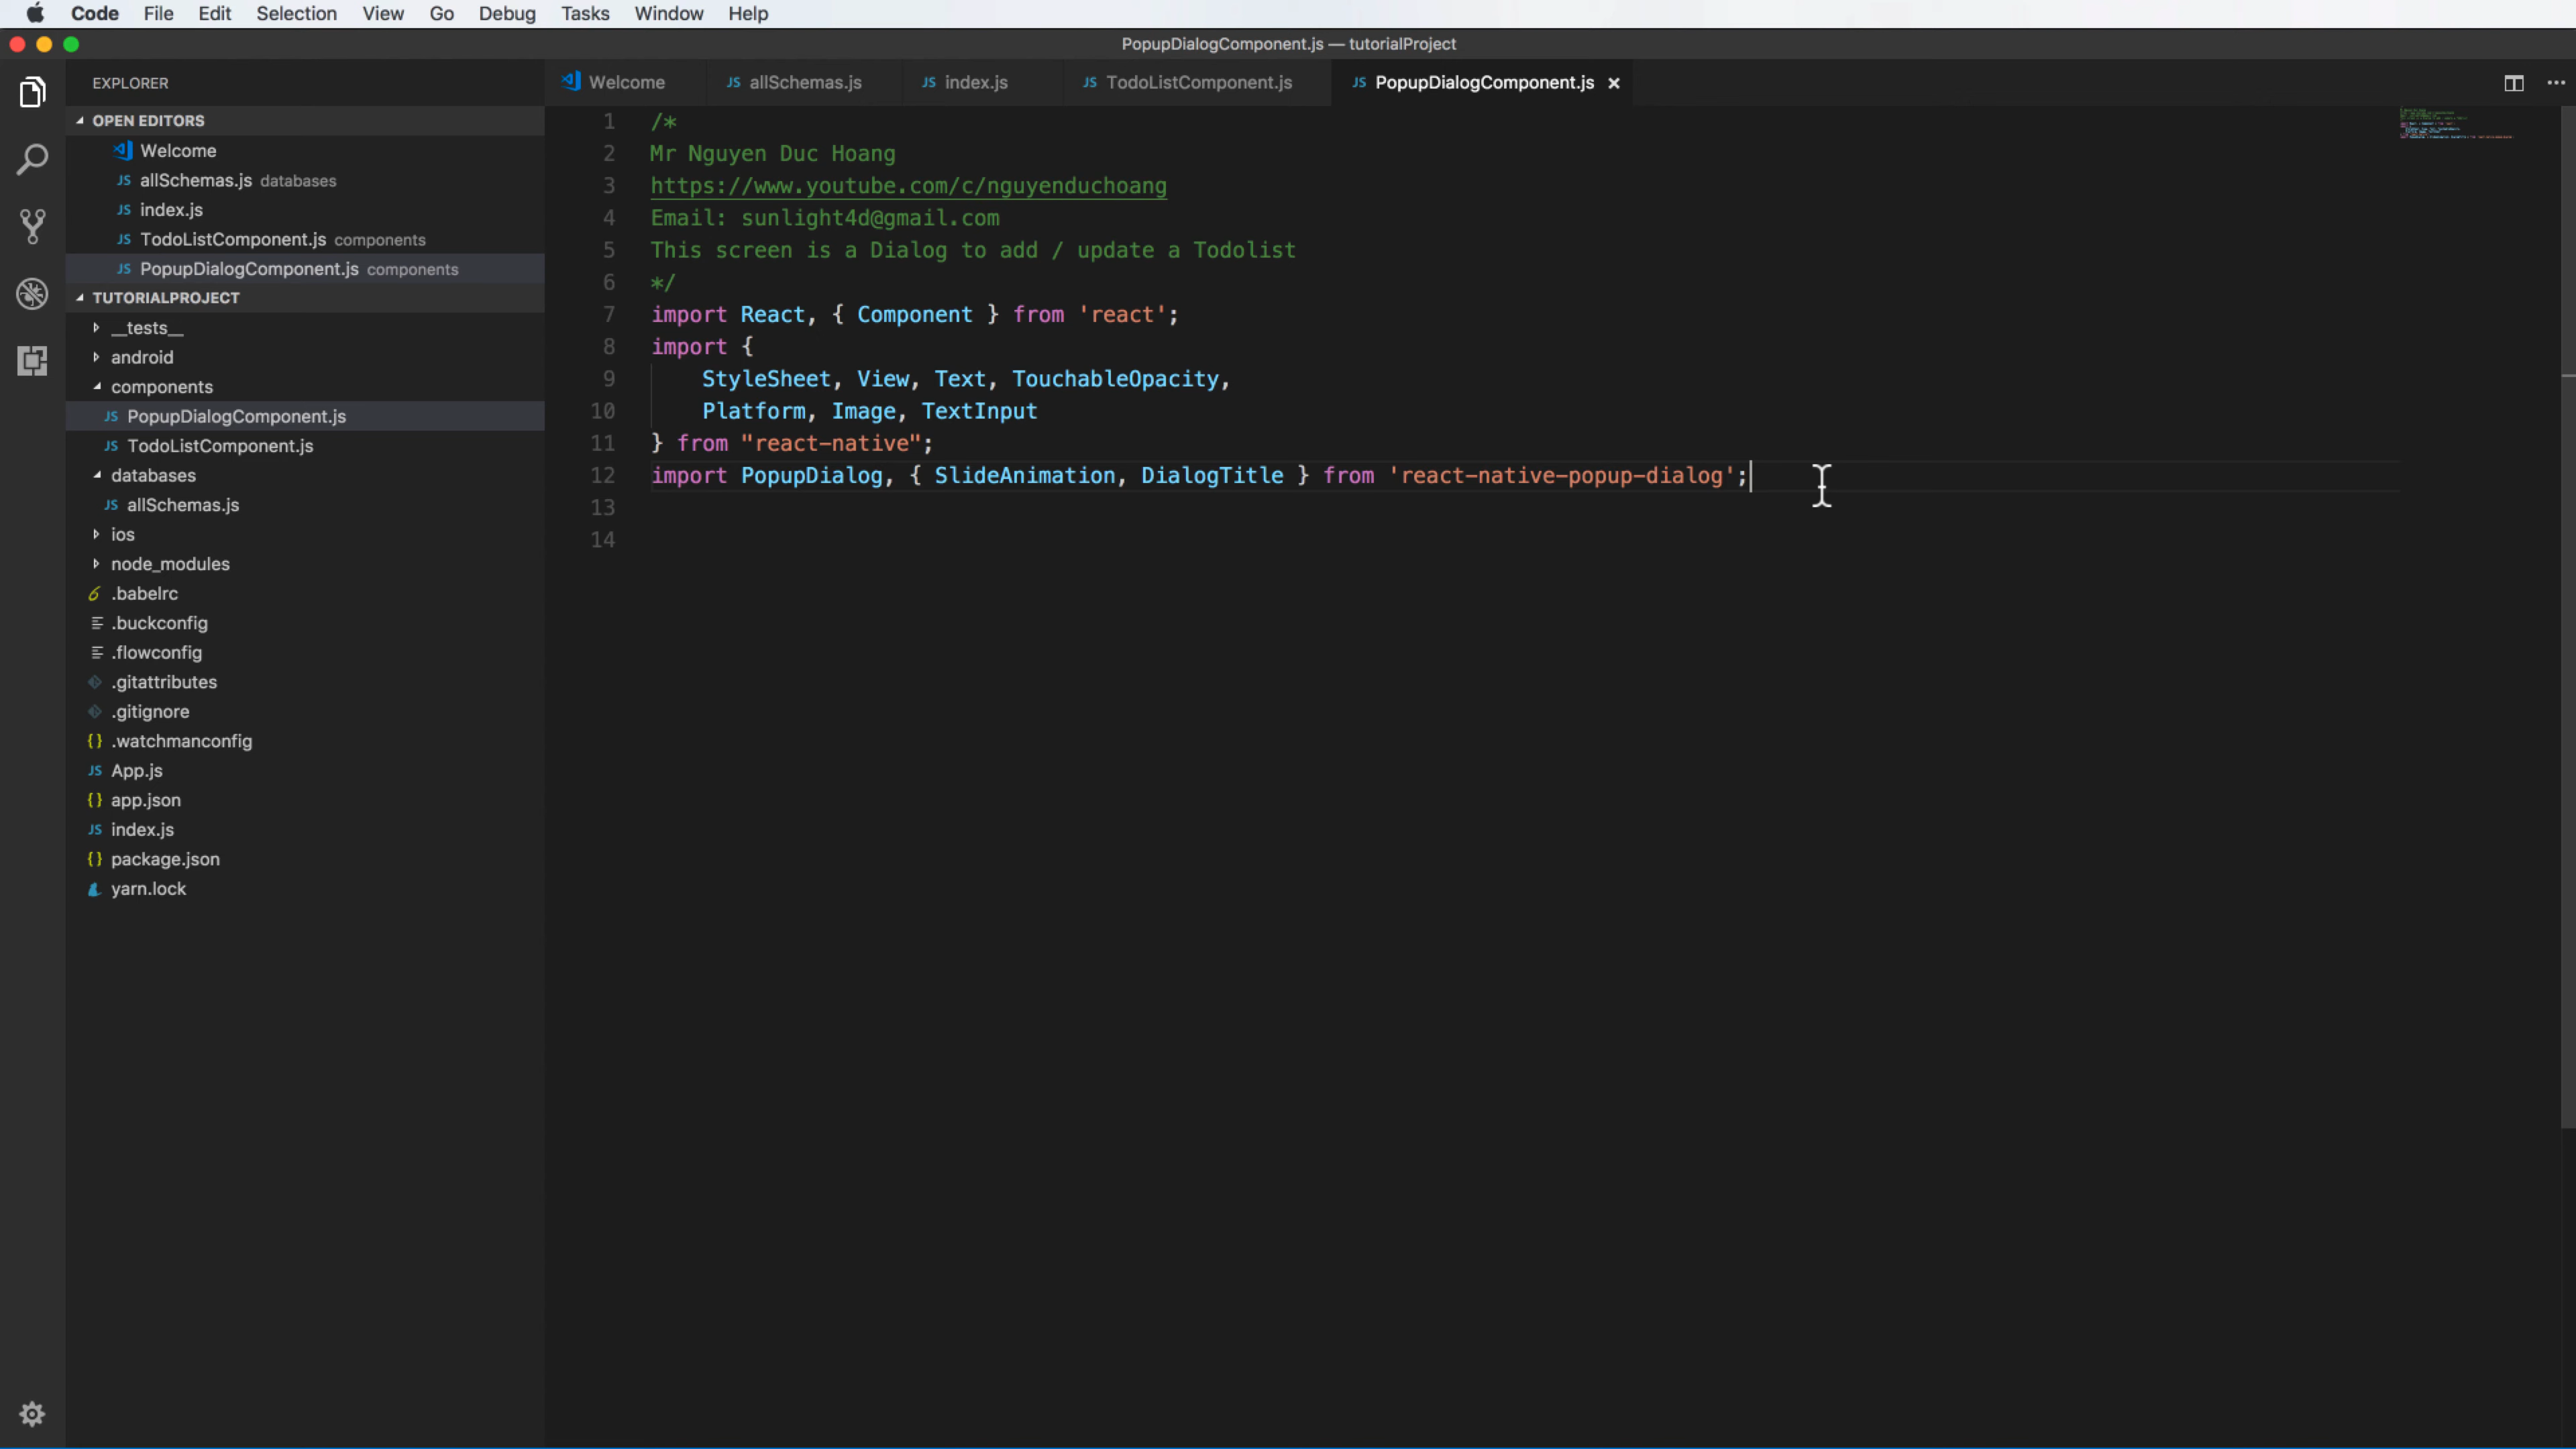 Code File Edit Selection View Go Debug Tasks Window Help
PopupDialogComponent.js — tutorialProject
EXPLORER
OPEN EDITORS
Welcome
allSchemas.js databases
index.js
TodoListComponent.js components
PopupDialogComponent.js components
TUTORIALPROJECT
__tests__
android
components
PopupDialogComponent.js
TodoListComponent.js
databases
allSchemas.js
ios
node_modules
.babelrc
.buckconfig
.flowconfig
.gitattributes
.gitignore
.watchmanconfig
App.js
app.json
index.js
package.json
yarn.lock
Welcome allSchemas.js index.js TodoListComponent.js PopupDialogComponent.js
1 /*
2 Mr Nguyen Duc Hoang
3 https://www.youtube.com/c/nguyenduchoang
4 Email: sunlight4d@gmail.com
5 This screen is a Dialog to add / update a Todolist
6 */
7 import React, { Component } from 'react';
8 import {
9 StyleSheet, View, Text, TouchableOpacity,
10 Platform, Image, TextInput
11 } from "react-native";
12 import PopupDialog, { SlideAnimation, DialogTitle } from 'react-native-popup-dialog';
13
14